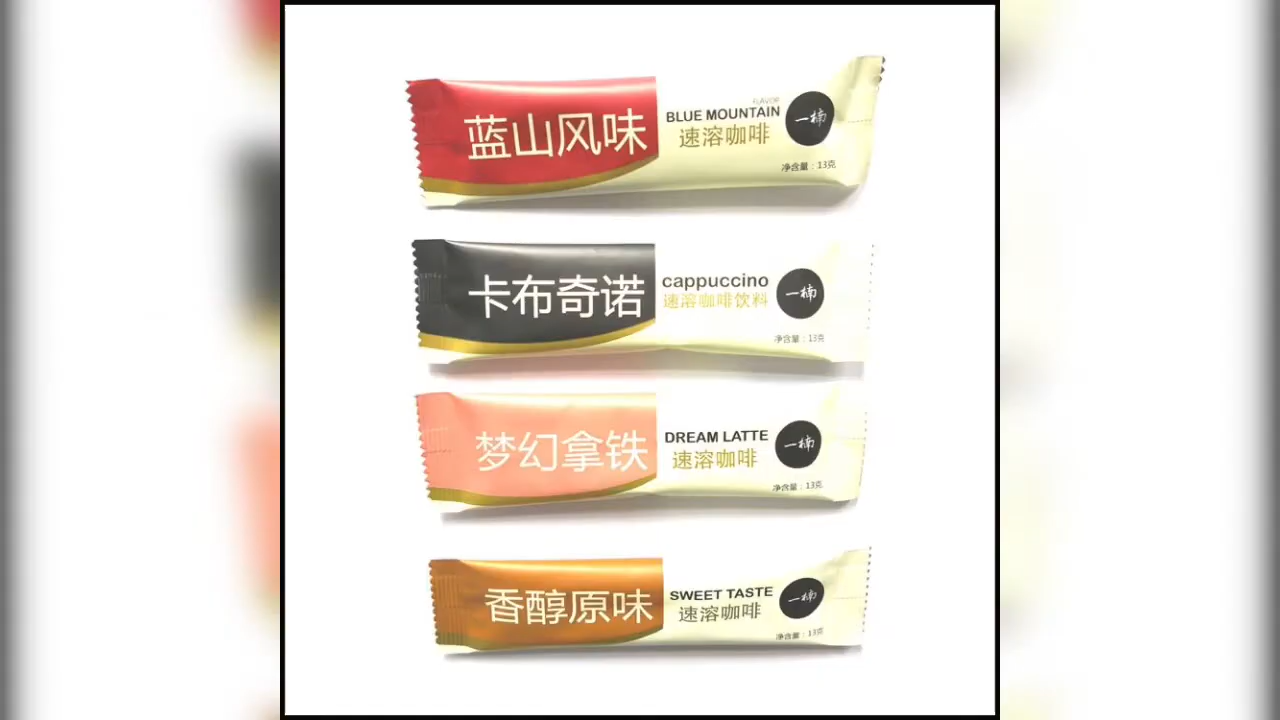 蓝山风味
FLAVOR
BLUE MOUNTAIN
速溶咖啡
一楠
净含量：13克
卡布奇诺
cappuccino
速溶咖啡饮料
一楠
净含量：13克
梦幻拿铁
DREAM LATTE
速溶咖啡
一楠
净含量：13克
香醇原味
SWEET TASTE
速溶咖啡
一楠
净含量：13克